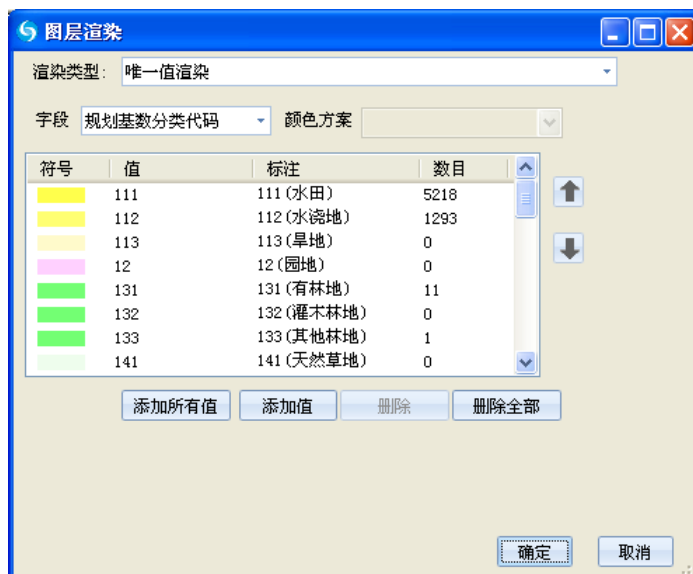 图层渲染
渲染类型: 唯一值渲染
字段 规划基数分类代码 颜色方案
符号 值 标注 数目
111 111(水田) 5218
112 112(水浇地) 1293
113 113(旱地) 0
12 12(园地) 0
131 131(有林地) 11
132 132(灌木林地) 0
133 133(其他林地) 1
141 141(天然草地) 0
添加所有值 添加值 删除 删除全部
确定 取消